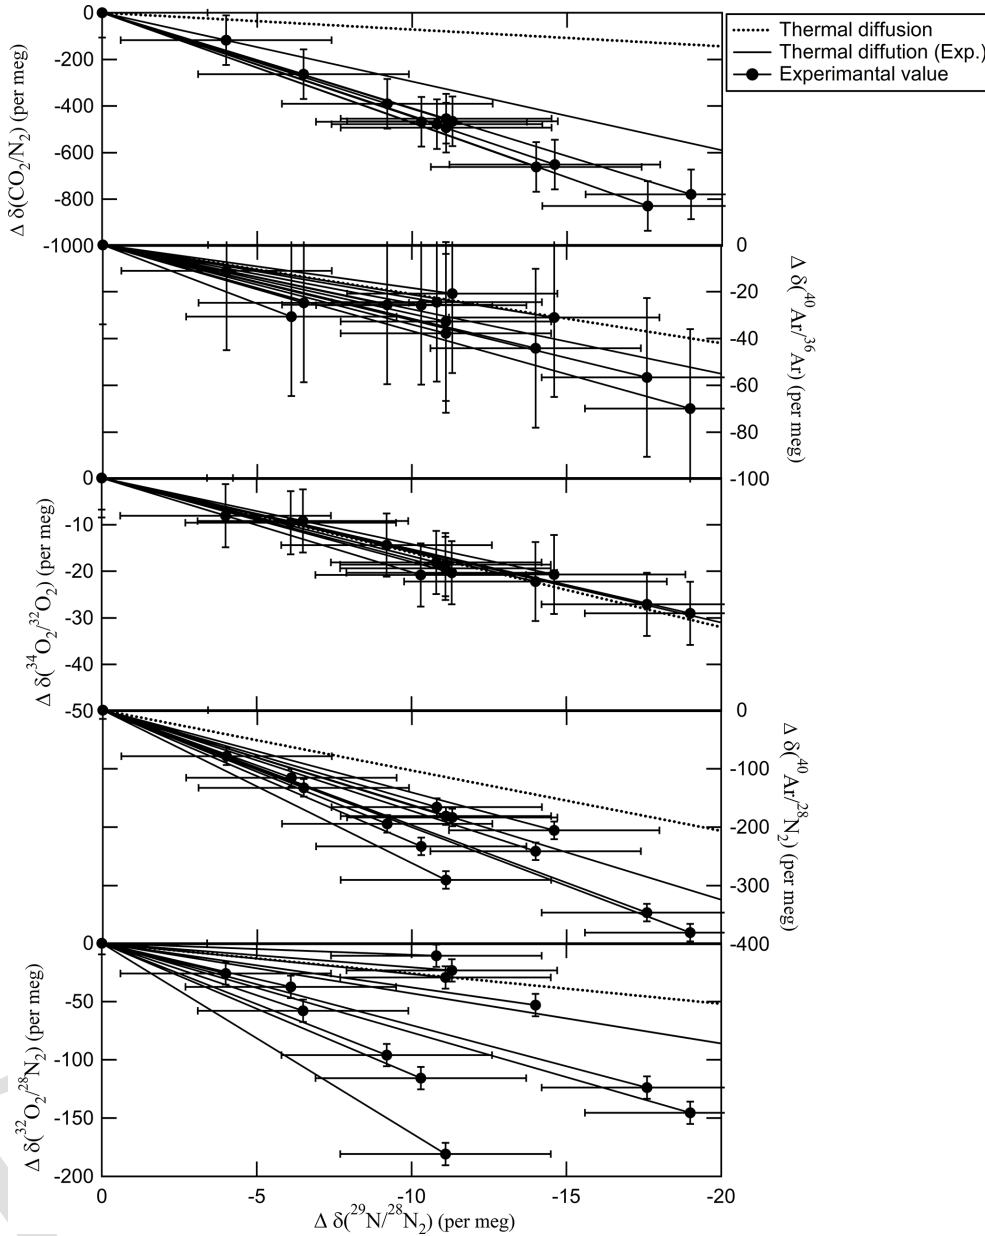 Thermal diffusion
Thermal diffution (Exp.)
Experimantal value
0
-200
-400
-600
-800
-1000
Δ δ(CO2/N2) (per meg)
0
-20
-40
-60
-80
-100
Δ δ(40Ar/36Ar) (per meg)
0
-10
-20
-30
-40
-50
Δ δ(34O2/32O2) (per meg)
0
-100
-200
-300
-400
Δ δ(40Ar/28N2) (per meg)
0
-50
-100
-150
-200
Δ δ(32O2/28N2) (per meg)
0 -5 -10 -15 -20
Δ δ(29N/28N2) (per meg)